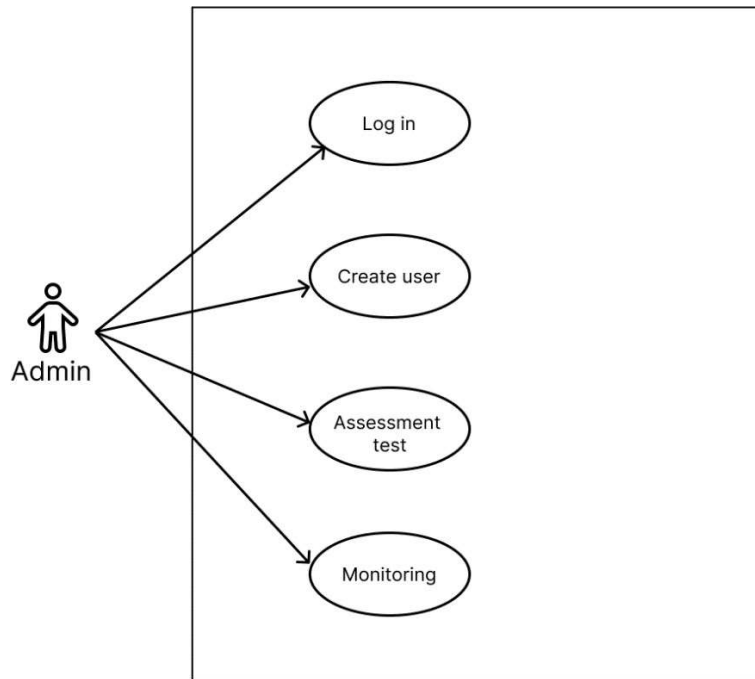 Log in
Create user
Admin
Assessment
test
Monitoring